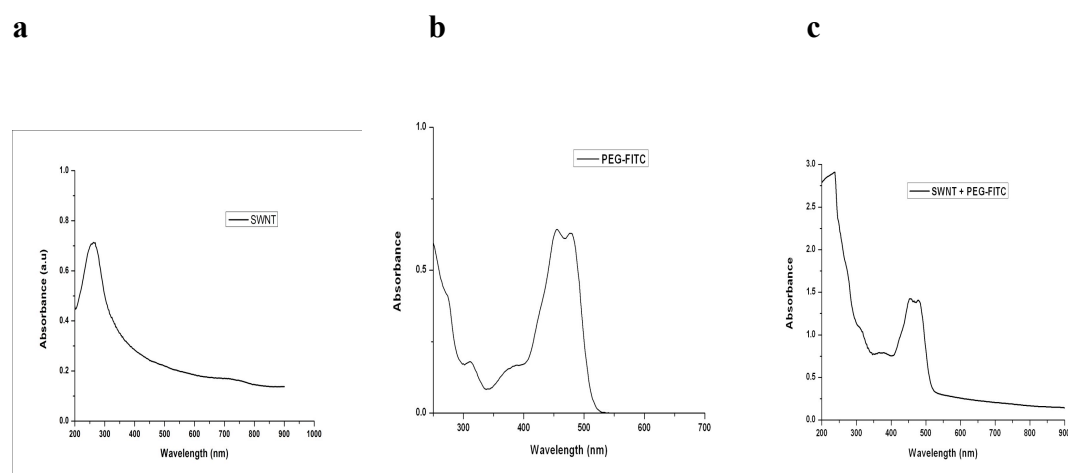 a
b
c
1.0
0.8
0.6
0.4
0.2
0.0
Absorbance (a.u)
SWNT
200 300 400 500 600 700 800 900 1000
Wavelength (nm)
1.0
0.5
0.0
Absorbance
PEG-FITC
300 400 500 600 700
Wavelength (nm)
3.0
2.5
2.0
1.5
1.0
0.5
0.0
Absorbance
SWNT + PEG-FITC
200 300 400 500 600 700 800 900
Wavelength (nm)